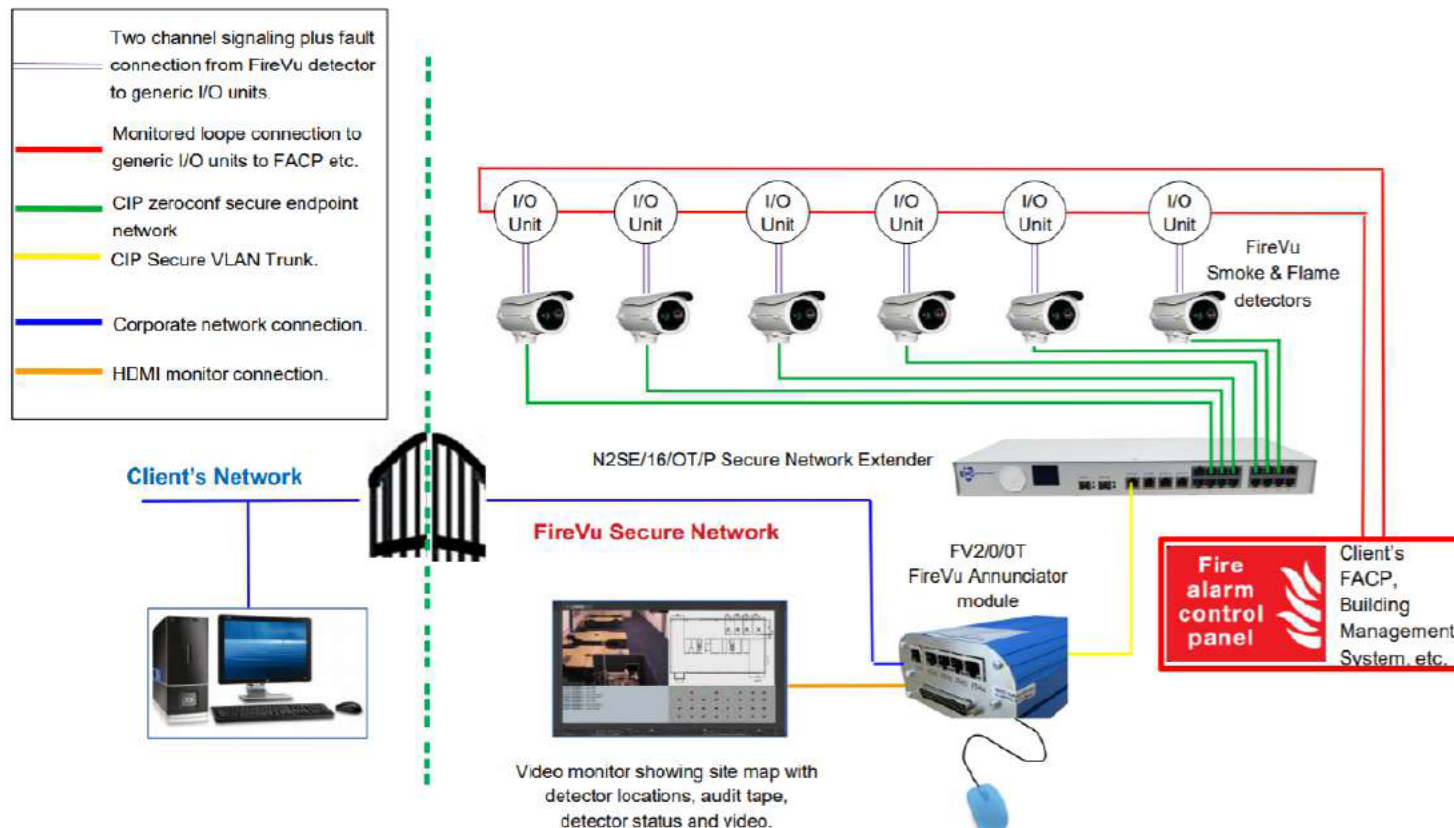 Two channel signaling plus fault
connection from FireVu detector
to generic I/O units.
Monitored loope connection to
generic I/O units to FACP etc.
CIP zeroconf secure endpoint
network
CIP Secure VLAN Trunk.
Corporate network connection.
HDMI monitor connection.
I/O
Unit
I/O
Unit
I/O
Unit
I/O
Unit
I/O
Unit
I/O
Unit
FireVu
Smoke & Flame
detectors
N2SE/16/OT/P Secure Network Extender
Client's Network
FireVu Secure Network
FV2/0/0T
FireVu Annunciator
module
Fire
alarm
control
panel
Client's
FACP,
Building
Management
System, etc.
Video monitor showing site map with
detector locations, audit tape,
detector status and video.